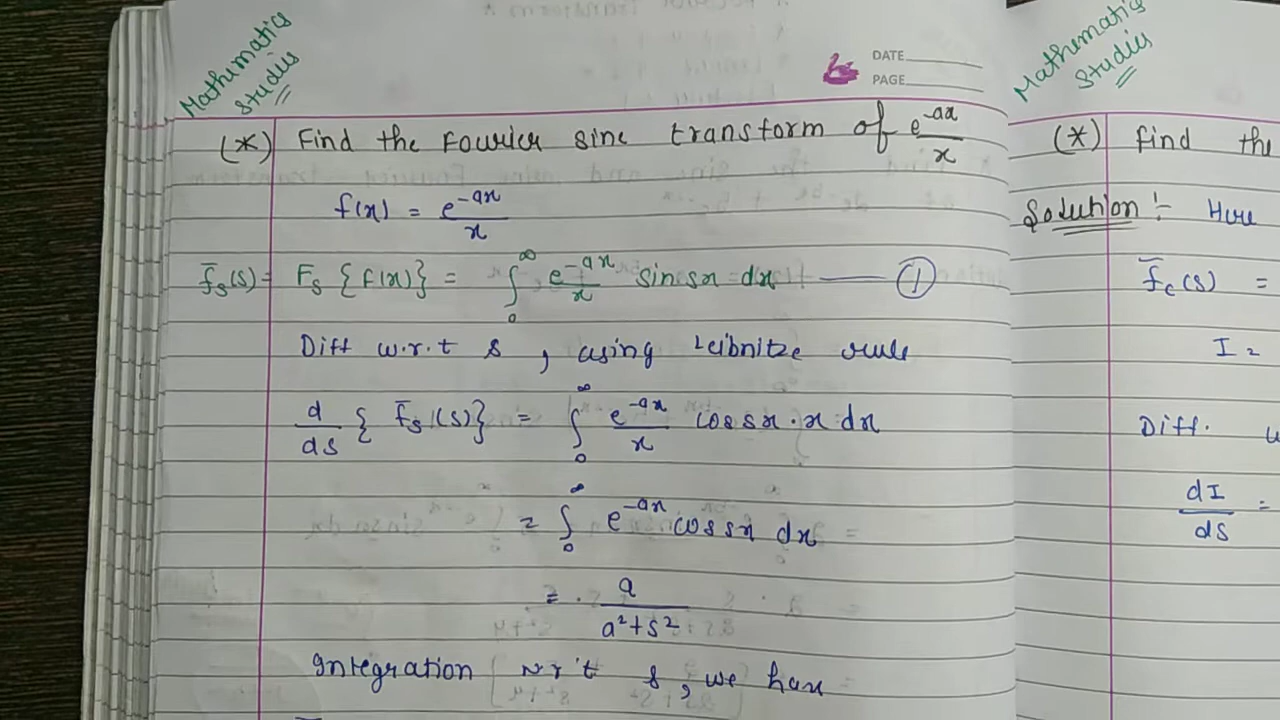 Mathematics Studies
DATE
PAGE
(*) Find the Fourier sine transform of e^-ax / x
f(x) = e^-ax / x
f̄s(s) = Fs {f(x)} = ∫₀^∞ e^-ax / x sin sx dx —— ①
Diff w.r.t s , using Leibnitze rule
d/ds { f̄s (s)} = ∫₀^∞ e^-ax / x cos sx . x dx
= ∫₀^∞ e^-ax cos sx dx
= a / a²+s²
Integration w r't s , we have
Mathematics Studies
(*) Find the
Solution :- Here
f̄c (s) =
I =
Diff.
dI/ds =